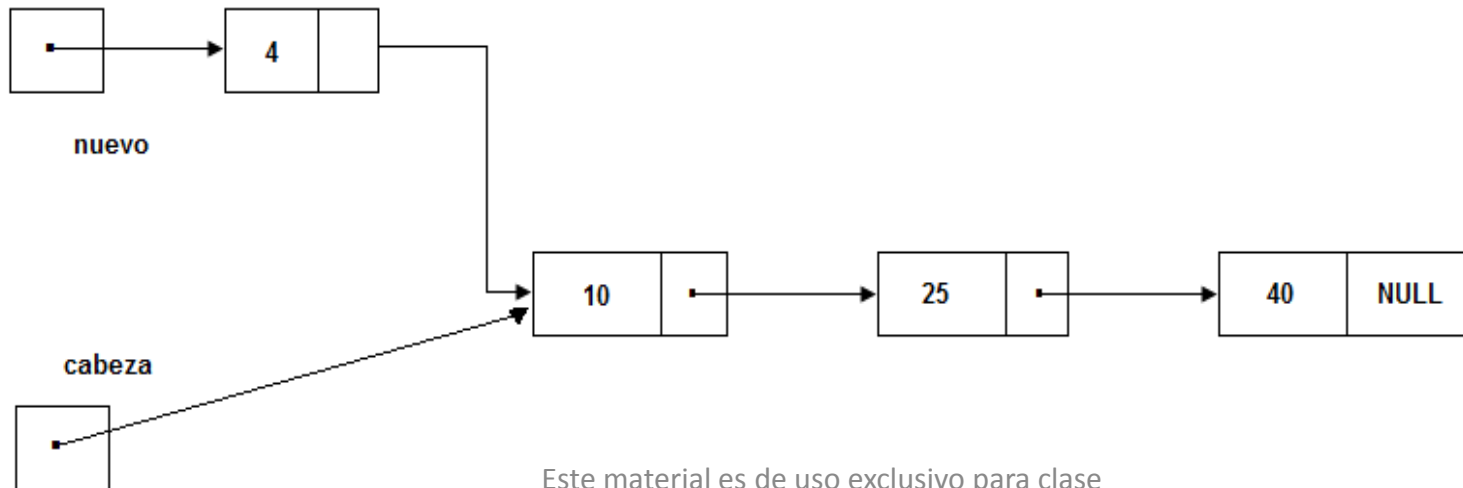 4
nuevo
10 25 40 NULL
cabeza
Este material es de uso exclusivo para clase